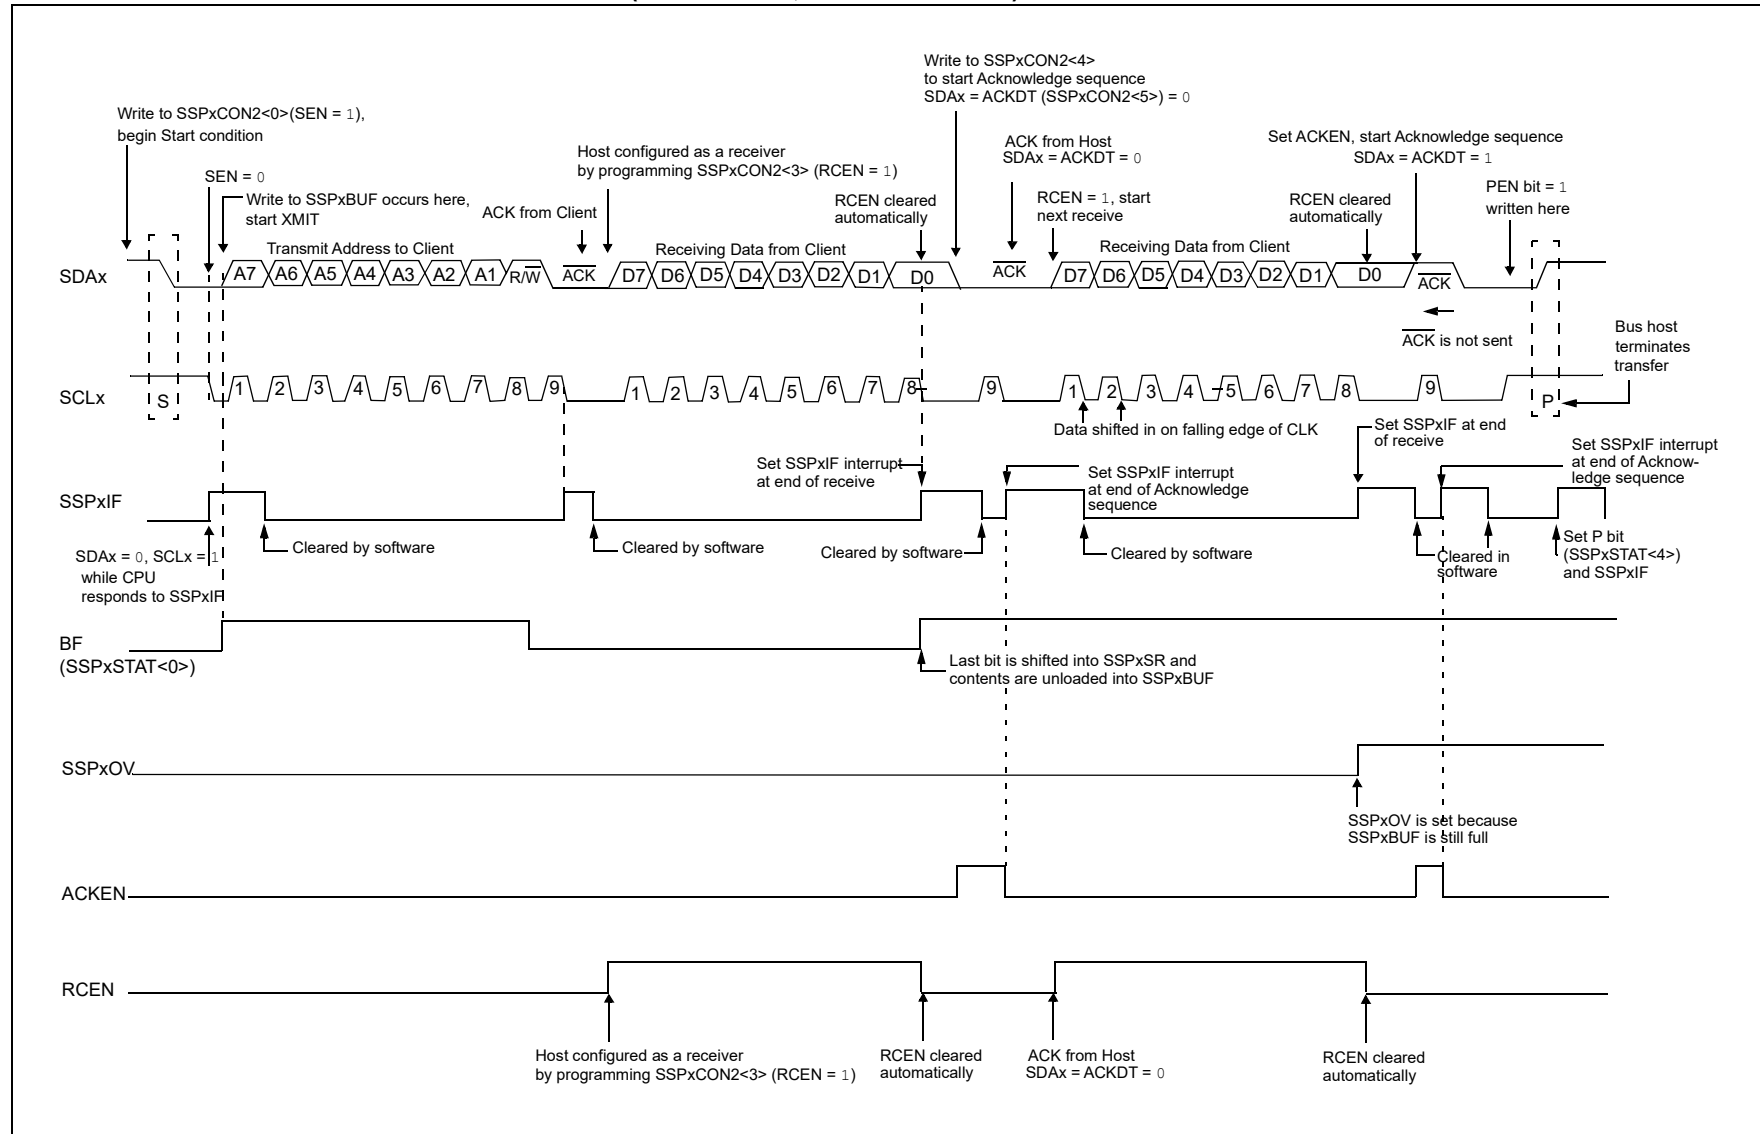 Write to SSPxCON2<4>
to start Acknowledge sequence
SDAx = ACKDT (SSPxCON2<5>) = 0
Write to SSPxCON2<0>(SEN = 1),
begin Start condition
Host configured as a receiver
by programming SSPxCON2<3> (RCEN = 1)
ACK from Host
SDAx = ACKDT = 0
Set ACKEN, start Acknowledge sequence
SDAx = ACKDT = 1
SEN = 0
Write to SSPxBUF occurs here,
start XMIT
ACK from Client
RCEN cleared
automatically
RCEN = 1, start
next receive
RCEN cleared
automatically
PEN bit = 1
written here
Transmit Address to Client
Receiving Data from Client
Receiving Data from Client
SDAx
A7 A6 A5 A4 A3 A2 A1 R/W ACK D7 D6 D5 D4 D3 D2 D1 D0 ACK D7 D6 D5 D4 D3 D2 D1 D0 ACK
ACK is not sent
Bus host
terminates
transfer
SCLx
S 1 2 3 4 5 6 7 8 9 1 2 3 4 5 6 7 8 9 1 2 3 4 5 6 7 8 9 P
Data shifted in on falling edge of CLK
Set SSPxIF at end
of receive
Set SSPxIF interrupt
at end of receive
Set SSPxIF interrupt
at end of Acknowledge
sequence
Set SSPxIF interrupt
at end of Acknow-
ledge sequence
SSPxIF
SDAx = 0, SCLx = 1
while CPU
responds to SSPxIF
Cleared by software
Cleared by software
Cleared by software
Cleared by software
Cleared in
software
Set P bit
(SSPxSTAT<4>)
and SSPxIF
BF
(SSPxSTAT<0>)
Last bit is shifted into SSPxSR and
contents are unloaded into SSPxBUF
SSPxOV
SSPxOV is set because
SSPxBUF is still full
ACKEN
RCEN
Host configured as a receiver
by programming SSPxCON2<3> (RCEN = 1)
RCEN cleared
automatically
ACK from Host
SDAx = ACKDT = 0
RCEN cleared
automatically